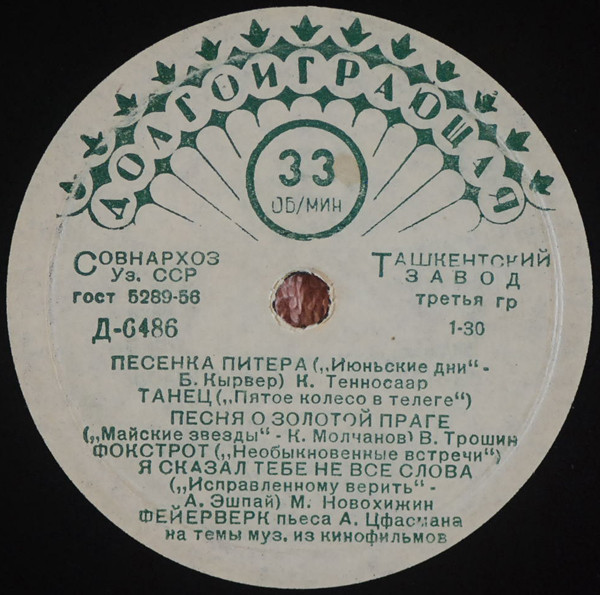 ДОЛГОИГРАЮЩАЯ
33
ОБ/МИН
СОВНАРХОЗ
Уз. ССР
ГОСТ 5289-56
Д-6486
ТАШКЕНТСКИЙ
ЗАВОД
третья гр
1-30
ПЕСЕНКА ПИТЕРА („Июньские дни“ -
Б. Кырвер) К. Тенносаар
ТАНЕЦ („Пятое колесо в телеге“)
ПЕСНЯ О ЗОЛОТОЙ ПРАГЕ
(„Майские звезды“ - К. Молчанов) В. Трошин
ФОКСТРОТ („Необыкновенные встречи“)
Я СКАЗАЛ ТЕБЕ НЕ ВСЕ СЛОВА
(„Исправленному верить“ -
А. Эшпай) М. Новохижин
ФЕЙЕРВЕРК пьеса А. Цфасмана
на темы муз. из кинофильмов